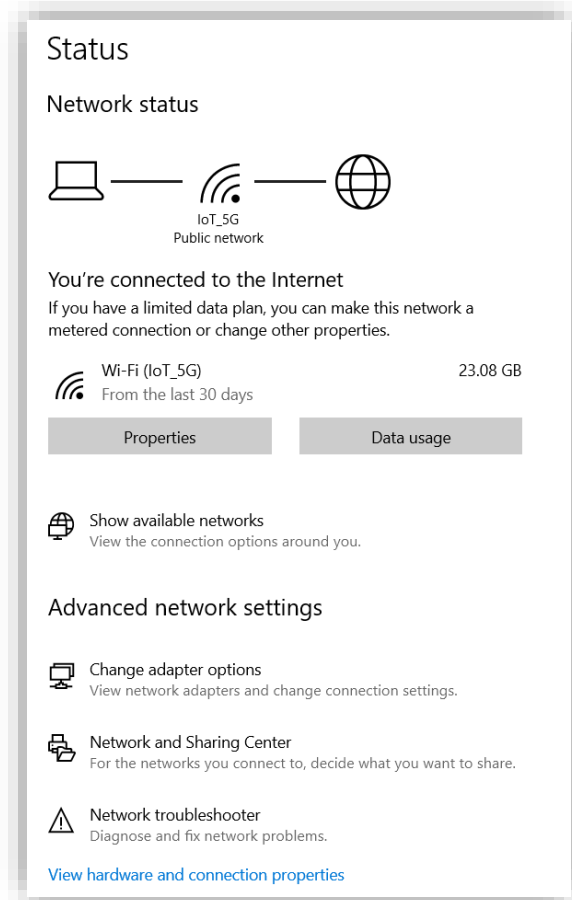 Status
Network status
IoT_5G
Public network
You're connected to the Internet
If you have a limited data plan, you can make this network a
metered connection or change other properties.
Wi-Fi (IoT_5G) 23.08 GB
From the last 30 days
Properties Data usage
Show available networks
View the connection options around you.
Advanced network settings
Change adapter options
View network adapters and change connection settings.
Network and Sharing Center
For the networks you connect to, decide what you want to share.
Network troubleshooter
Diagnose and fix network problems.
View hardware and connection properties